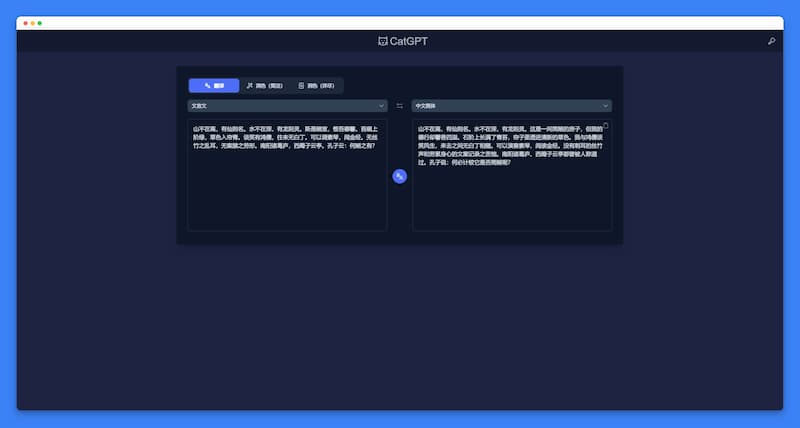 CatGPT
翻译 润色（简洁） 润色（详尽）
文言文
中文简体
山不在高，有仙则名。水不在深，有龙则灵。斯是陋室，惟吾德馨。苔痕上
阶绿，草色入帘青。谈笑有鸿儒，往来无白丁。可以调素琴，阅金经。无丝
竹之乱耳，无案牍之劳形。南阳诸葛庐，西蜀子云亭。孔子云：何陋之有？
山不在高，有仙则名。水不在深，有龙则灵。这是一间简陋的房子，但我的
德行却馨香四溢。石阶上长满了青苔，帘子里透进清新的草色。我与鸿儒谈
笑风生，来去之间无白丁相随。可以演奏素琴，阅读金经。没有刺耳的丝竹
声和劳累身心的文案记录之苦恼。南阳诸葛庐，西蜀子云亭都曾被人称道
过。孔子说：何必计较它是否简陋呢？